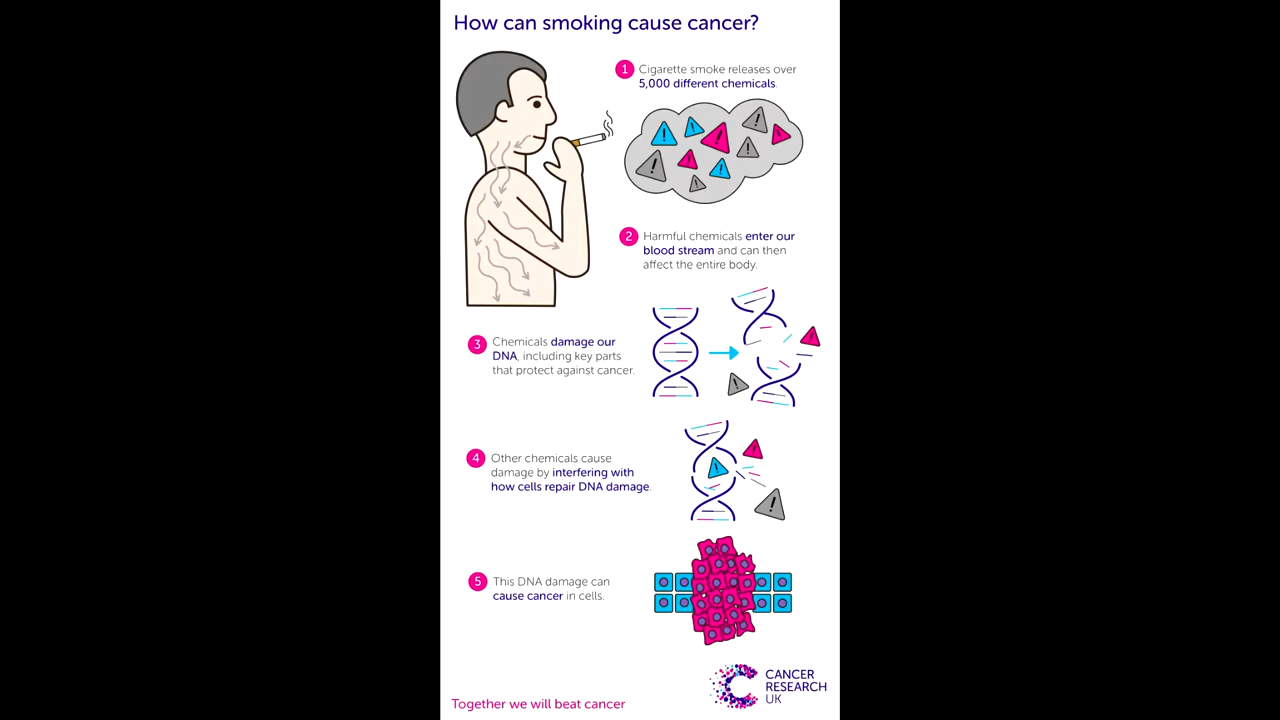 How can smoking cause cancer?
1 Cigarette smoke releases over
5,000 different chemicals.
2 Harmful chemicals enter our
blood stream and can then
affect the entire body.
3 Chemicals damage our
DNA, including key parts
that protect against cancer.
4 Other chemicals cause
damage by interfering with
how cells repair DNA damage.
5 This DNA damage can
cause cancer in cells.
Together we will beat cancer
CANCER
RESEARCH
UK